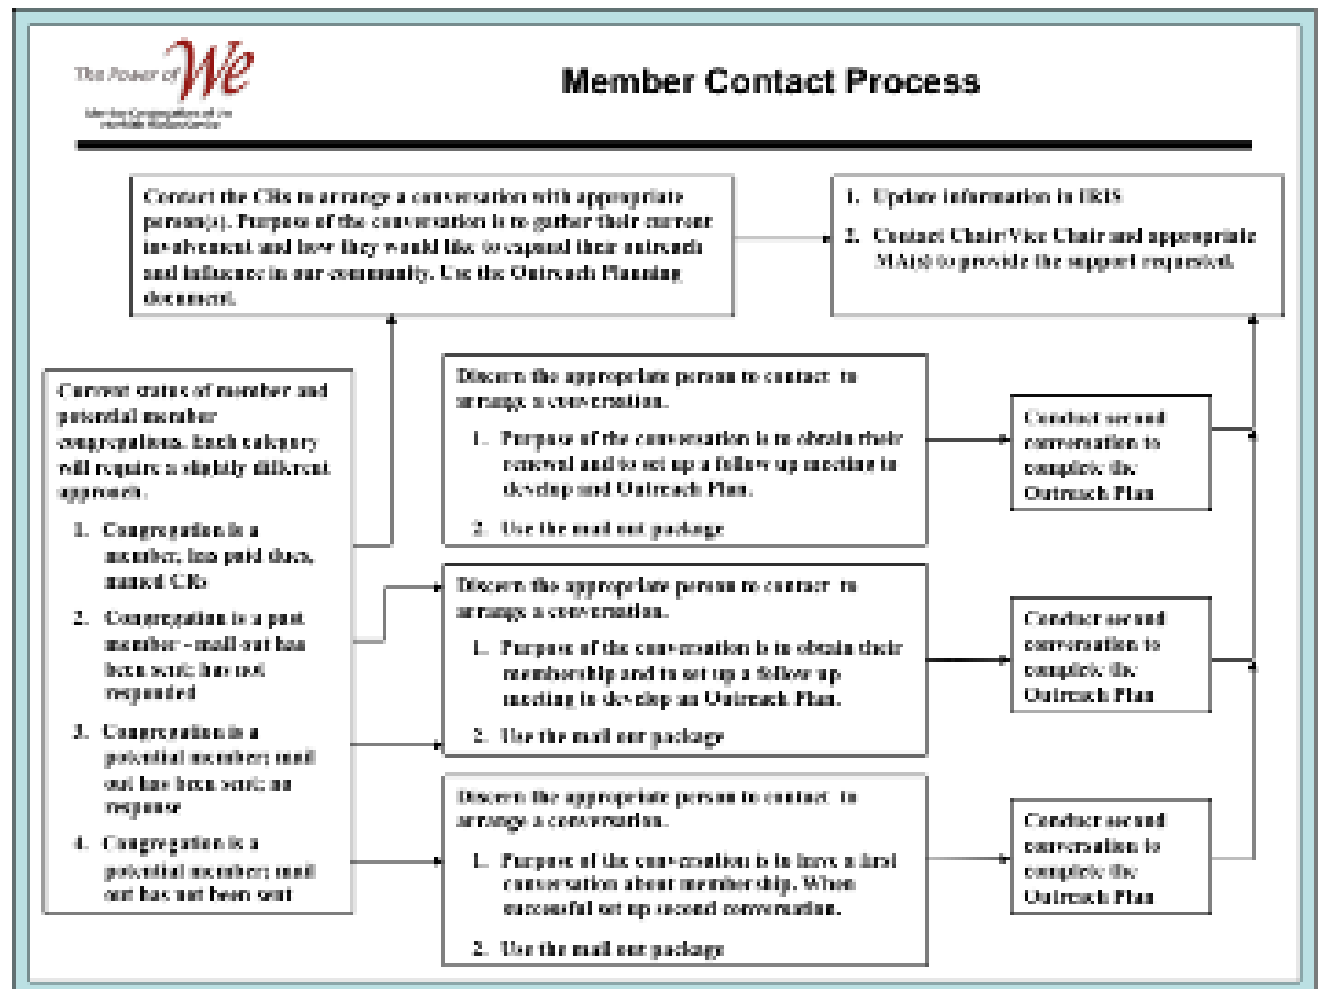 The Power of We
Member Contact Process
Contact the CRs to arrange a conversation with appropriate
person(s). Purpose of the conversation is to gather their current
involvement and how they would like to expand their outreach
and influence in our community. Use the Outreach Planning
document.
1. Update information in IRIS
2. Contact Chair/Vice Chair and appropriate
MA(s) to provide the support requested.
Current status of member and
potential member
congregations. Each category
will require a slightly different
approach.
1. Congregation is a
member, has paid dues,
named CRs
2. Congregation is a past
member - mail out has
been sent; has not
responded
3. Congregation is a
potential member; mail
out has been sent; no
response
4. Congregation is a
potential member; mail
out has not been sent
Discern the appropriate person to contact to
arrange a conversation.
1. Purpose of the conversation is to obtain their
renewal and to set up a follow up meeting to
develop and Outreach Plan.
2. Use the mail out package
Conduct second
conversation to
complete the
Outreach Plan
Discern the appropriate person to contact to
arrange a conversation.
1. Purpose of the conversation is to obtain their
membership and to set up a follow up
meeting to develop an Outreach Plan.
2. Use the mail out package
Conduct second
conversation to
complete the
Outreach Plan
Discern the appropriate person to contact to
arrange a conversation.
1. Purpose of the conversation is to have a first
conversation about membership. When
successful set up second conversation.
2. Use the mail out package
Conduct second
conversation to
complete the
Outreach Plan